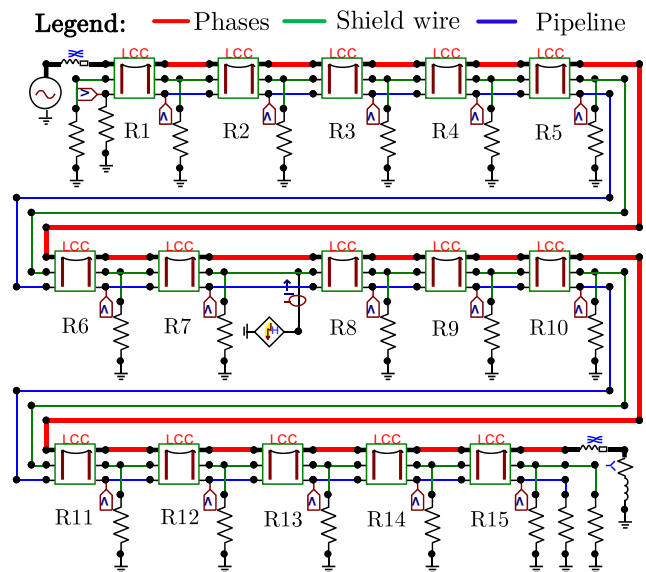 Legend: Phases Shield wire Pipeline
LCC LCC LCC LCC LCC
V V V V V V
R1 R2 R3 R4 R5
LCC LCC LCC LCC LCC
I
V V V V V
R6 R7 H R8 R9 R10
LCC LCC LCC LCC LCC
Y
V V V V V
R11 R12 R13 R14 R15